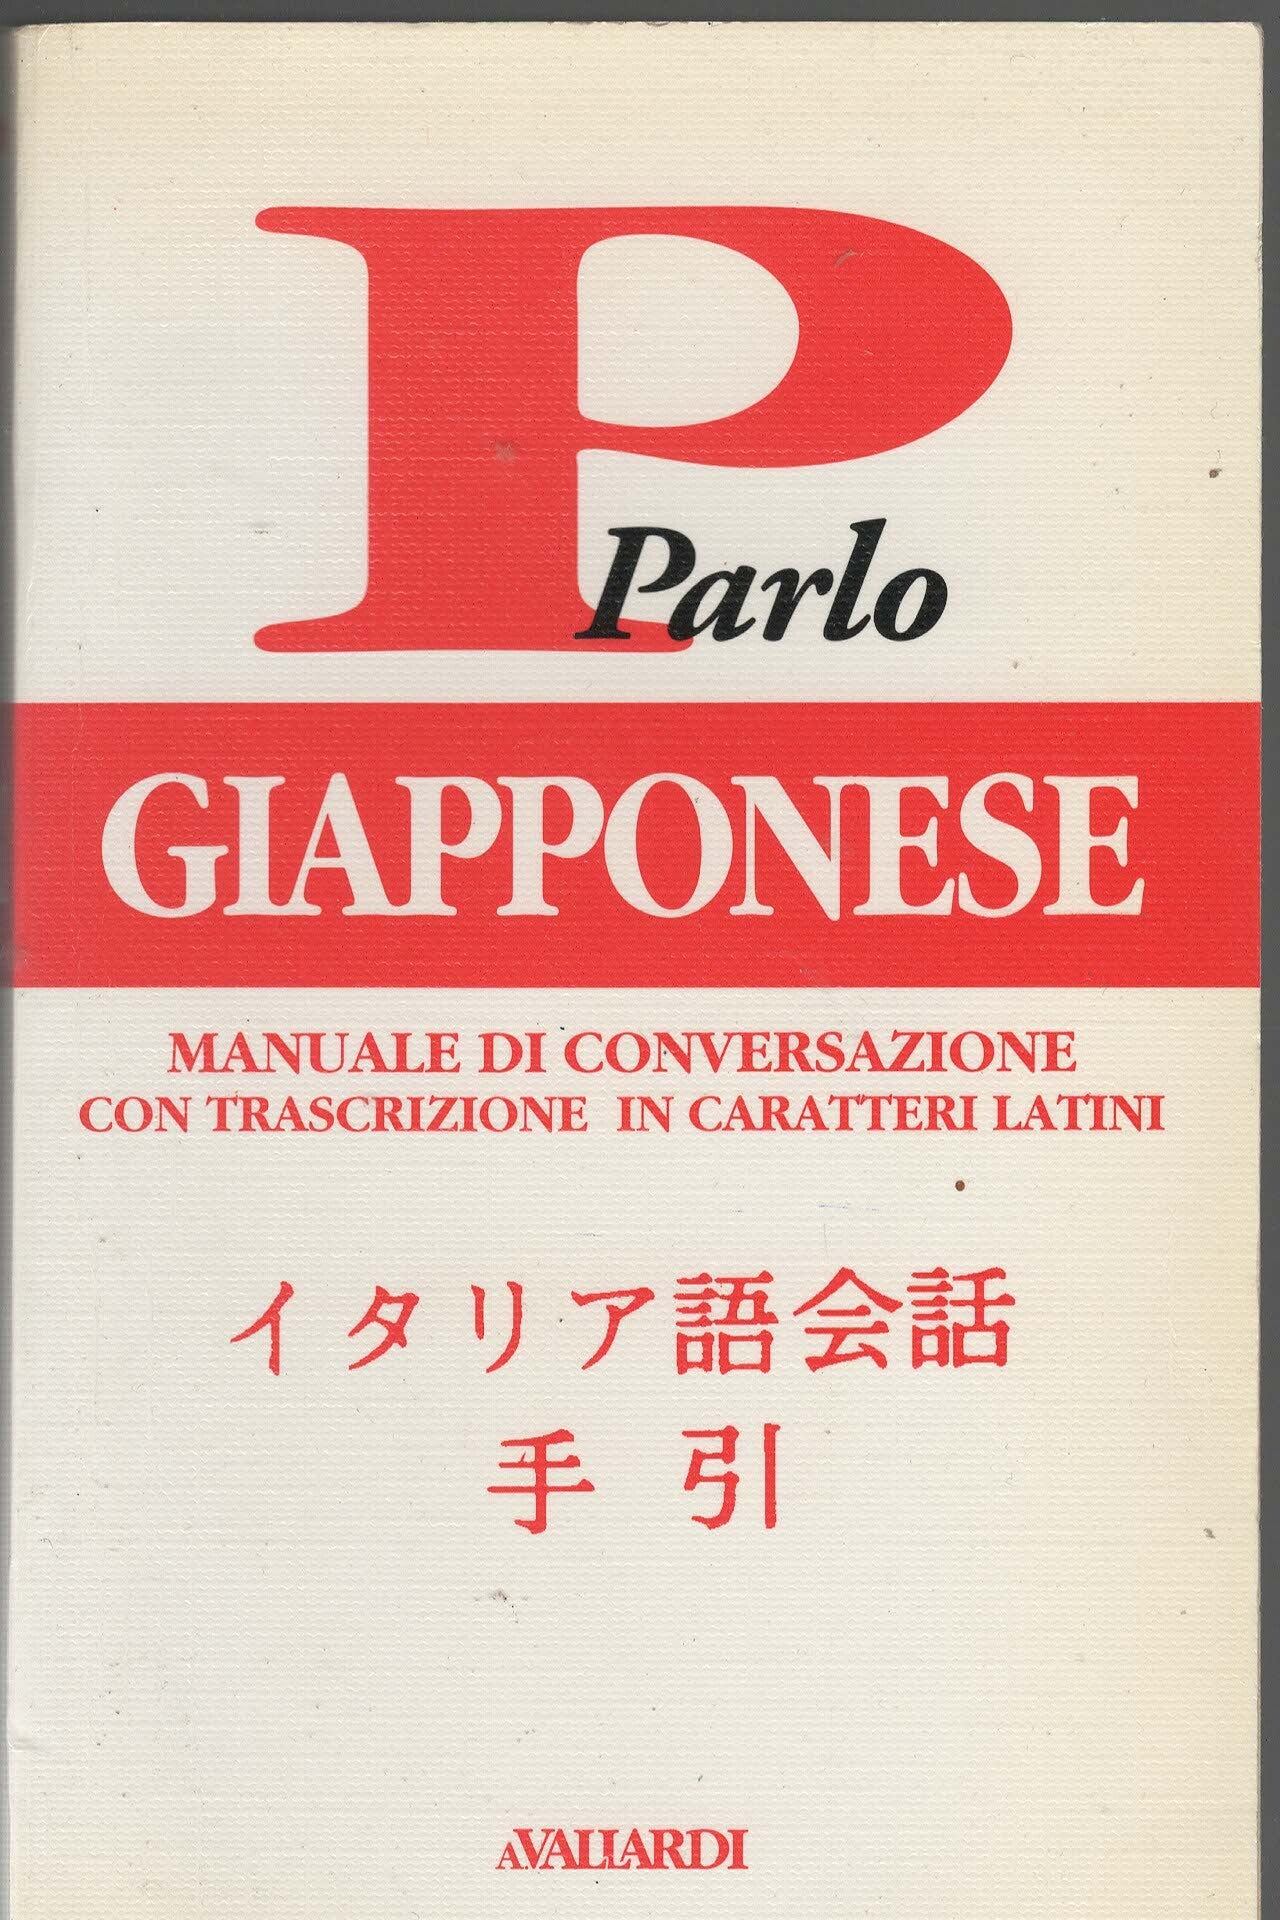 P
Parlo
GIAPPONESE
MANUALE DI CONVERSAZIONE
CON TRASCRIZIONE IN CARATTERI LATINI
イタリア語会話
手引
A.VALLARDI